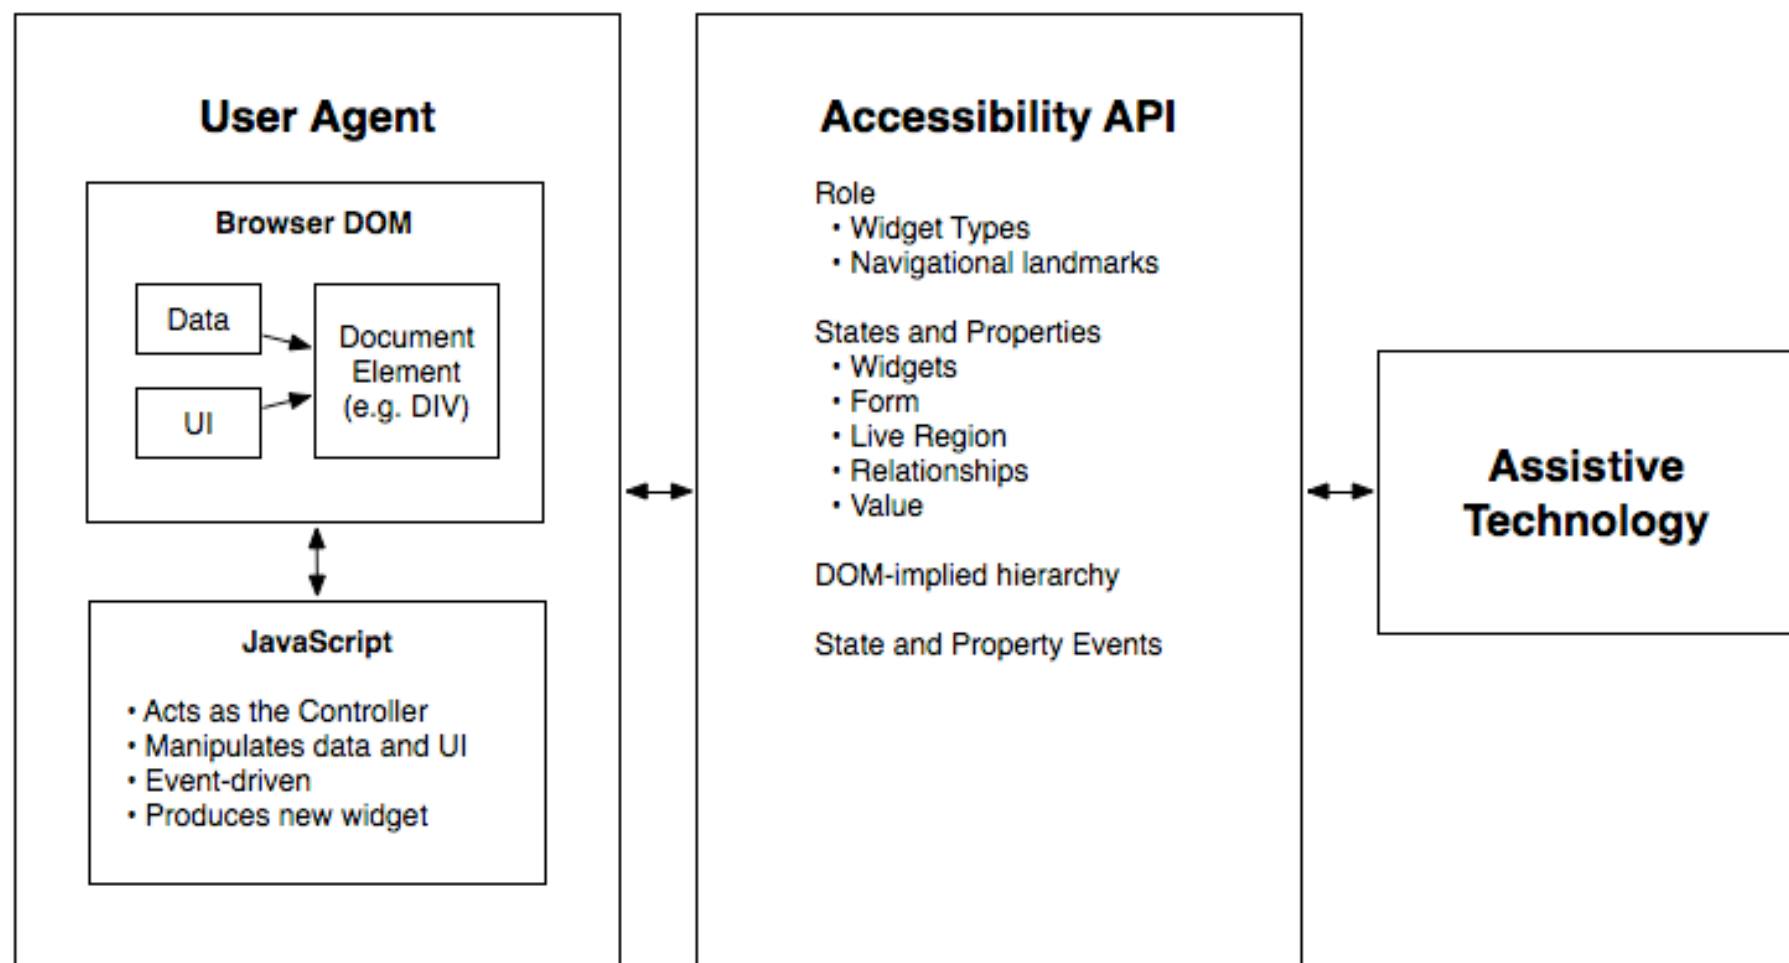 User Agent
Browser DOM
Data
UI
Document
Element
(e.g. DIV)
JavaScript
• Acts as the Controller
• Manipulates data and UI
• Event-driven
• Produces new widget
Accessibility API
Role
• Widget Types
• Navigational landmarks
States and Properties
• Widgets
• Form
• Live Region
• Relationships
• Value
DOM-implied hierarchy
State and Property Events
Assistive
Technology